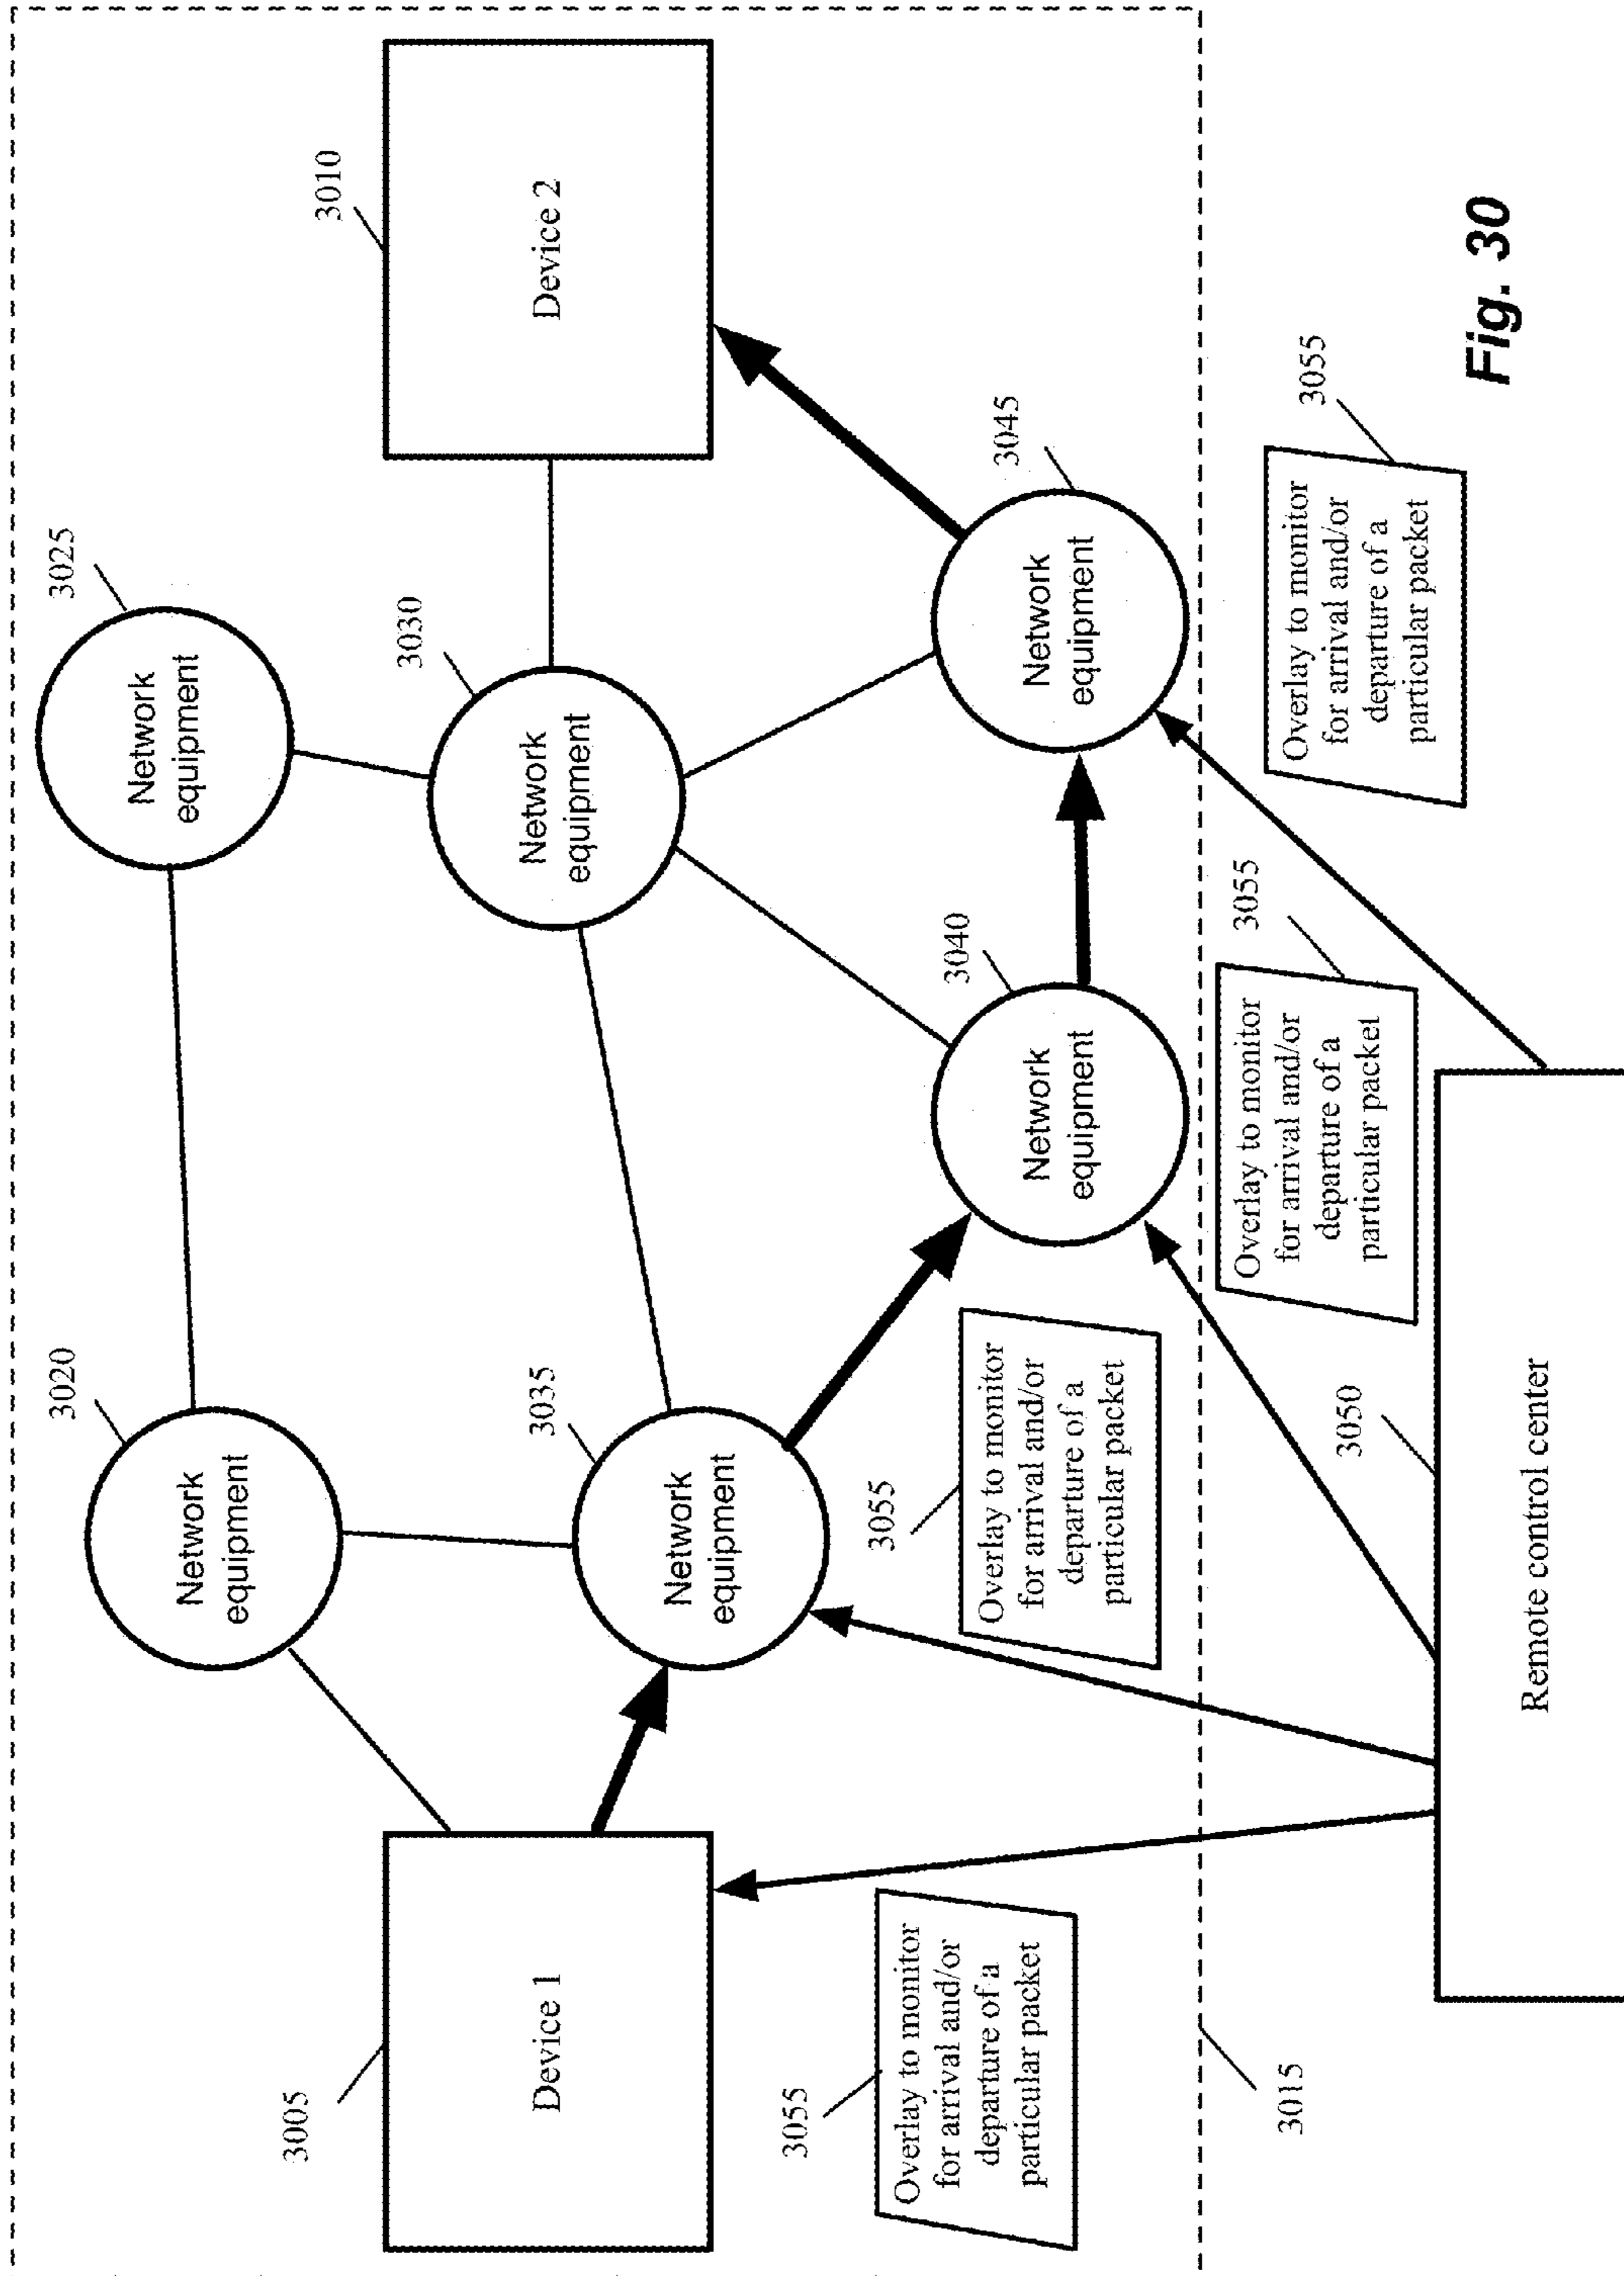 3025
Network
equipment
3020
Network
equipment
3010
Device 2
3030
Network
equipment
3005
Device 1
3035
Network
equipment
3040
Network
equipment
3045
Network
equipment
3055
Overlay to monitor
for arrival and/or
departure of a
particular packet
3055
Overlay to monitor
for arrival and/or
departure of a
particular packet
3055
Overlay to monitor
for arrival and/or
departure of a
particular packet
3055
Overlay to monitor
for arrival and/or
departure of a
particular packet
3015
3050
Remote control center
Fig. 30